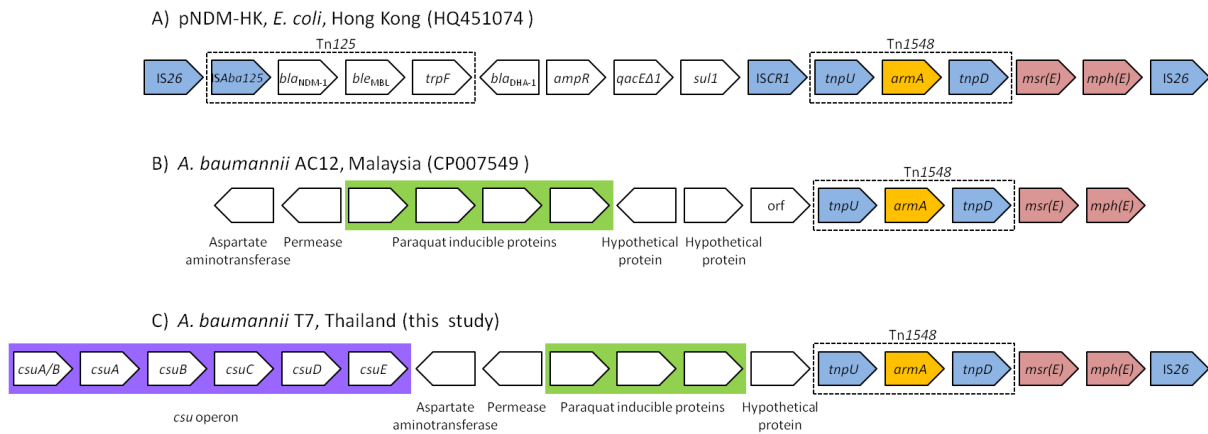 A) pNDM-HK, E. coli, Hong Kong (HQ451074 )
Tn125
Tn1548
IS26 ISAba125 blaNDM-1 bleMBL trpF blaDHA-1 ampR qacEΔ1 sul1 ISCR1 tnpU armA tnpD msr(E) mph(E) IS26
B) A. baumannii AC12, Malaysia (CP007549 )
Tn1548
orf tnpU armA tnpD msr(E) mph(E)
Aspartate aminotransferase
Permease
Paraquat inducible proteins
Hypothetical protein
Hypothetical protein
C) A. baumannii T7, Thailand (this study)
Tn1548
csuA/B csuA csuB csuC csuD csuE tnpU armA tnpD msr(E) mph(E) IS26
csu operon
Aspartate aminotransferase
Permease
Paraquat inducible proteins
Hypothetical protein